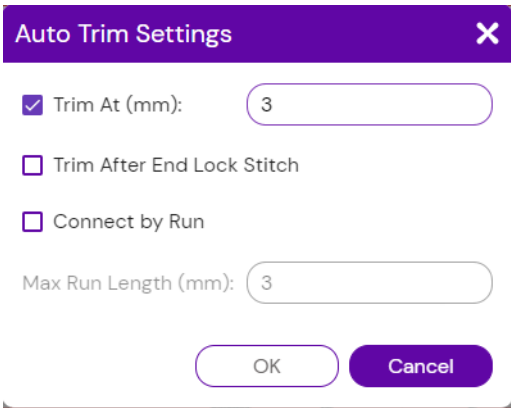 Auto Trim Settings
Trim At (mm): 3
Trim After End Lock Stitch
Connect by Run
Max Run Length (mm): 3
OK Cancel